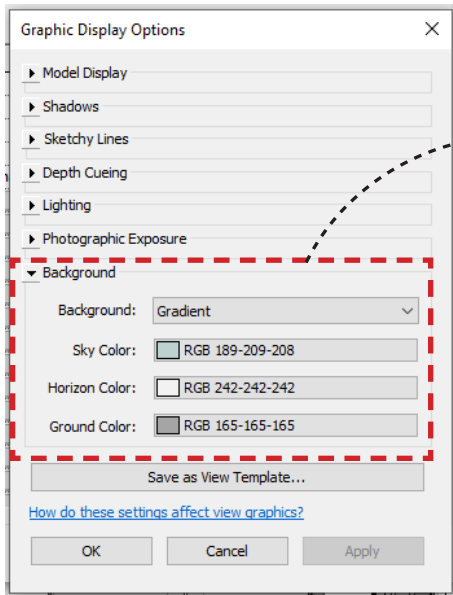 Graphic Display Options
Model Display
Shadows
Sketchy Lines
Depth Cueing
Lighting
Photographic Exposure
Background
Background: Gradient
Sky Color: RGB 189-209-208
Horizon Color: RGB 242-242-242
Ground Color: RGB 165-165-165
Save as View Template...
How do these settings affect view graphics?
OK Cancel Apply